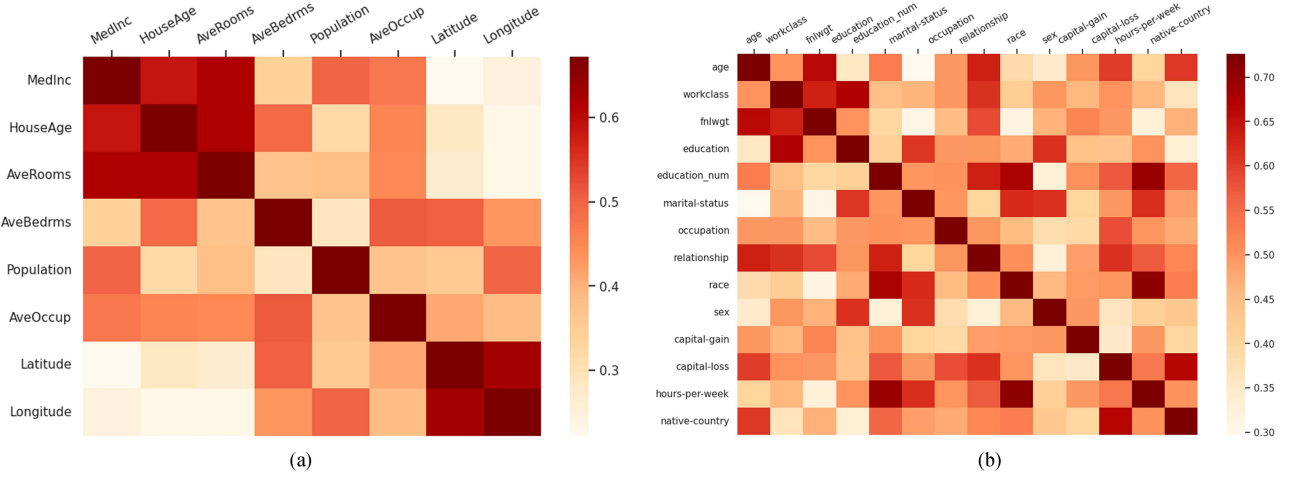 MedInc HouseAge AveRooms AveBedrms Population AveOccup Latitude Longitude
MedInc
HouseAge
AveRooms
AveBedrms
Population
AveOccup
Latitude
Longitude
0.6
0.5
0.4
0.3
(a)
age workclass fnlwgt education education_num marital-status occupation relationship race sex capital-gain capital-loss hours-per-week native-country
age
workclass
fnlwgt
education
education_num
marital-status
occupation
relationship
race
sex
capital-gain
capital-loss
hours-per-week
native-country
0.70
0.65
0.60
0.55
0.50
0.45
0.40
0.35
0.30
(b)